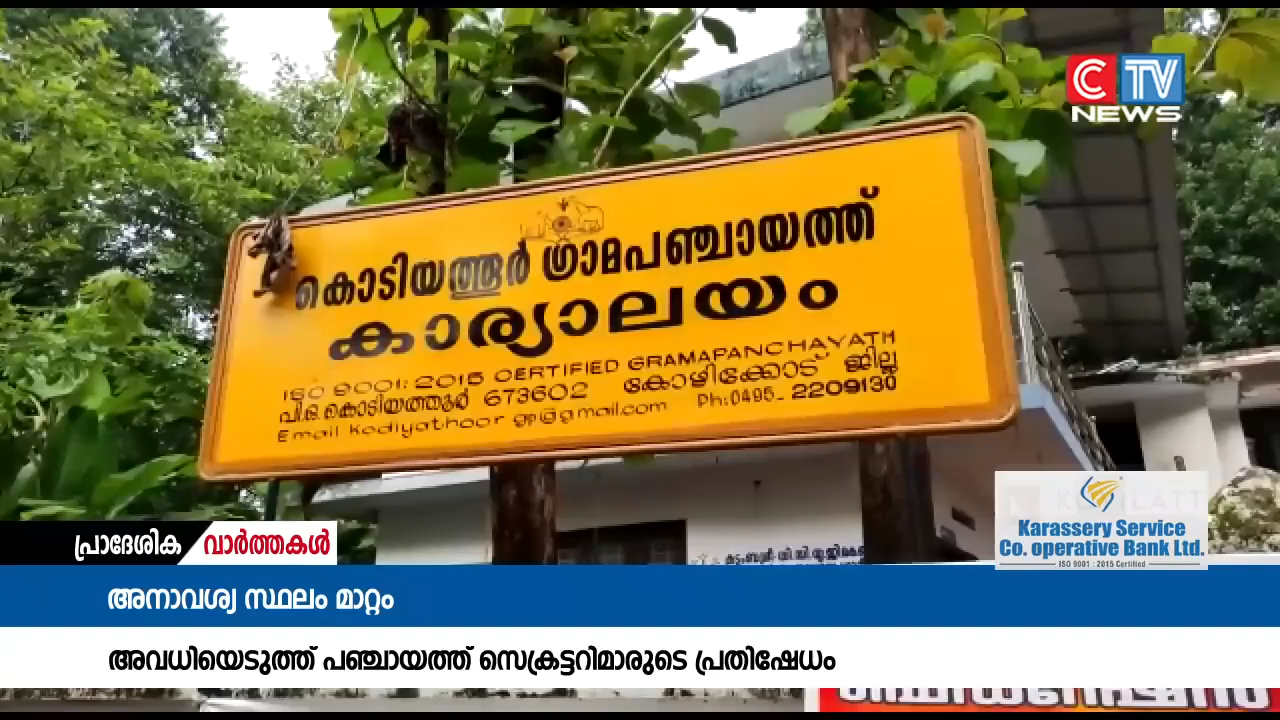 CTV
NEWS
കൊടിയത്തൂർ ഗ്രാമപഞ്ചായത്ത്
കാര്യാലയം
ISO 9001:2015 CERTIFIED GRAMAPANCHAYATH
പി.ഒ.കൊടിയത്തൂർ 673602 കോഴിക്കോട് ജില്ല
Email kodiyathoor gp@gmail.com Ph:0495_ 2209130
Karassery Service
Co. operative Bank Ltd.
ISO 9001 : 2015 Certified
പ്രാദേശിക വാർത്തകൾ
അനാവശ്യ സ്ഥലം മാറ്റം
അവധിയെടുത്ത് പഞ്ചായത്ത് സെക്രട്ടറിമാരുടെ പ്രതിഷേധം